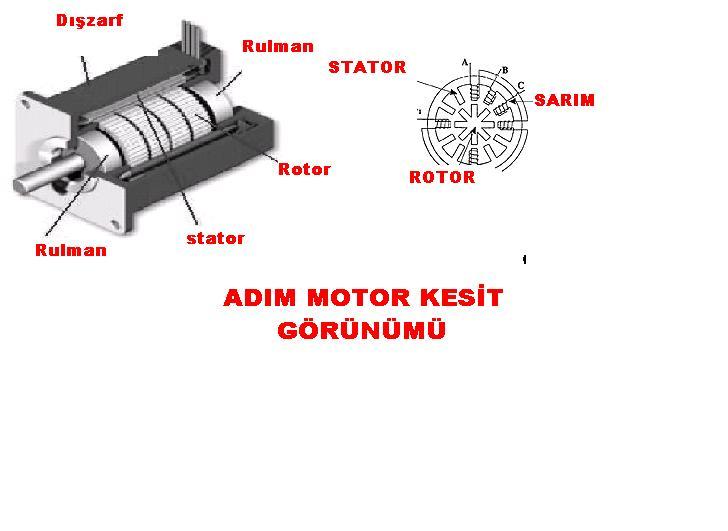 Dışzarf
Rulman
STATOR
A
B
C
SARIM
Rotor
ROTOR
stator
Rulman
ADIM MOTOR KESİT
GÖRÜNÜMÜ